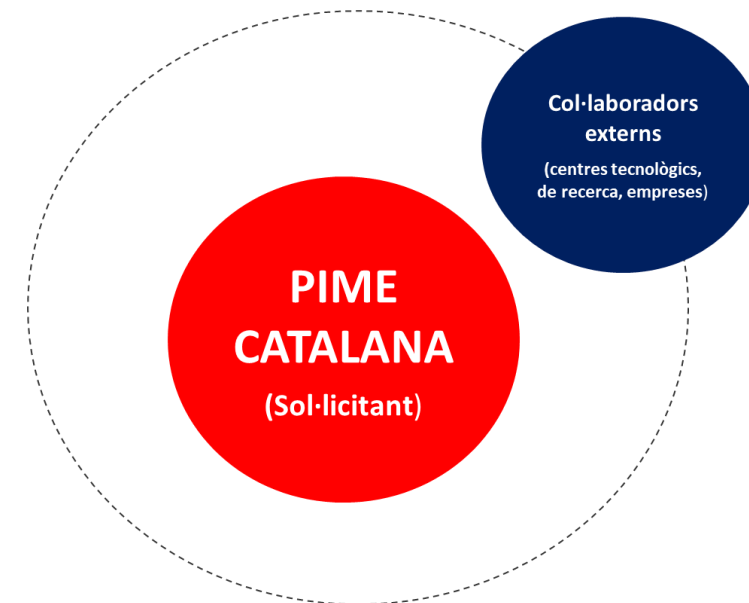 Col·laboradors
externs
(centres tecnològics,
de recerca, empreses)
PIME
CATALANA
(Sol·licitant)